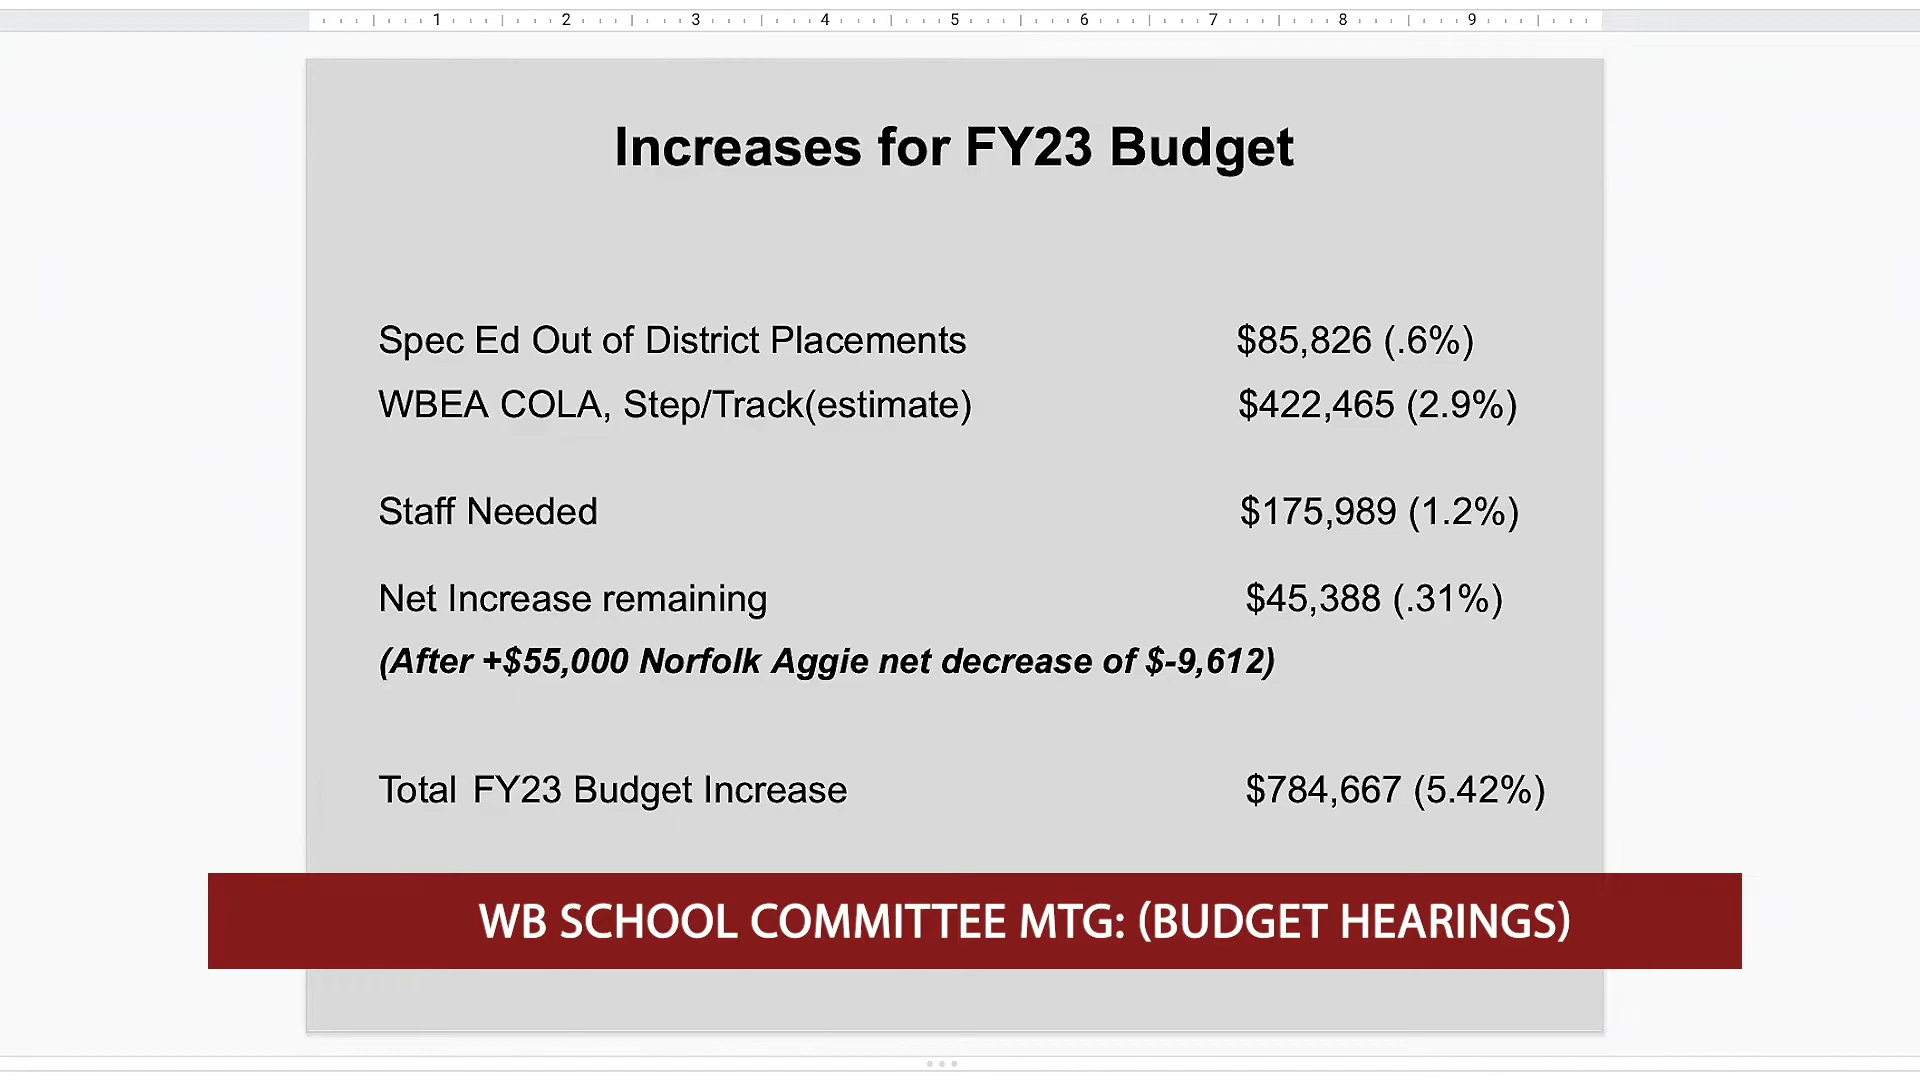 1 2 3 4 5 6 7 8 9
Increases for FY23 Budget
Spec Ed Out of District Placements $85,826 (.6%)
WBEA COLA, Step/Track(estimate) $422,465 (2.9%)
Staff Needed $175,989 (1.2%)
Net Increase remaining $45,388 (.31%)
(After +$55,000 Norfolk Aggie net decrease of $-9,612)
Total FY23 Budget Increase $784,667 (5.42%)
WB SCHOOL COMMITTEE MTG: (BUDGET HEARINGS)